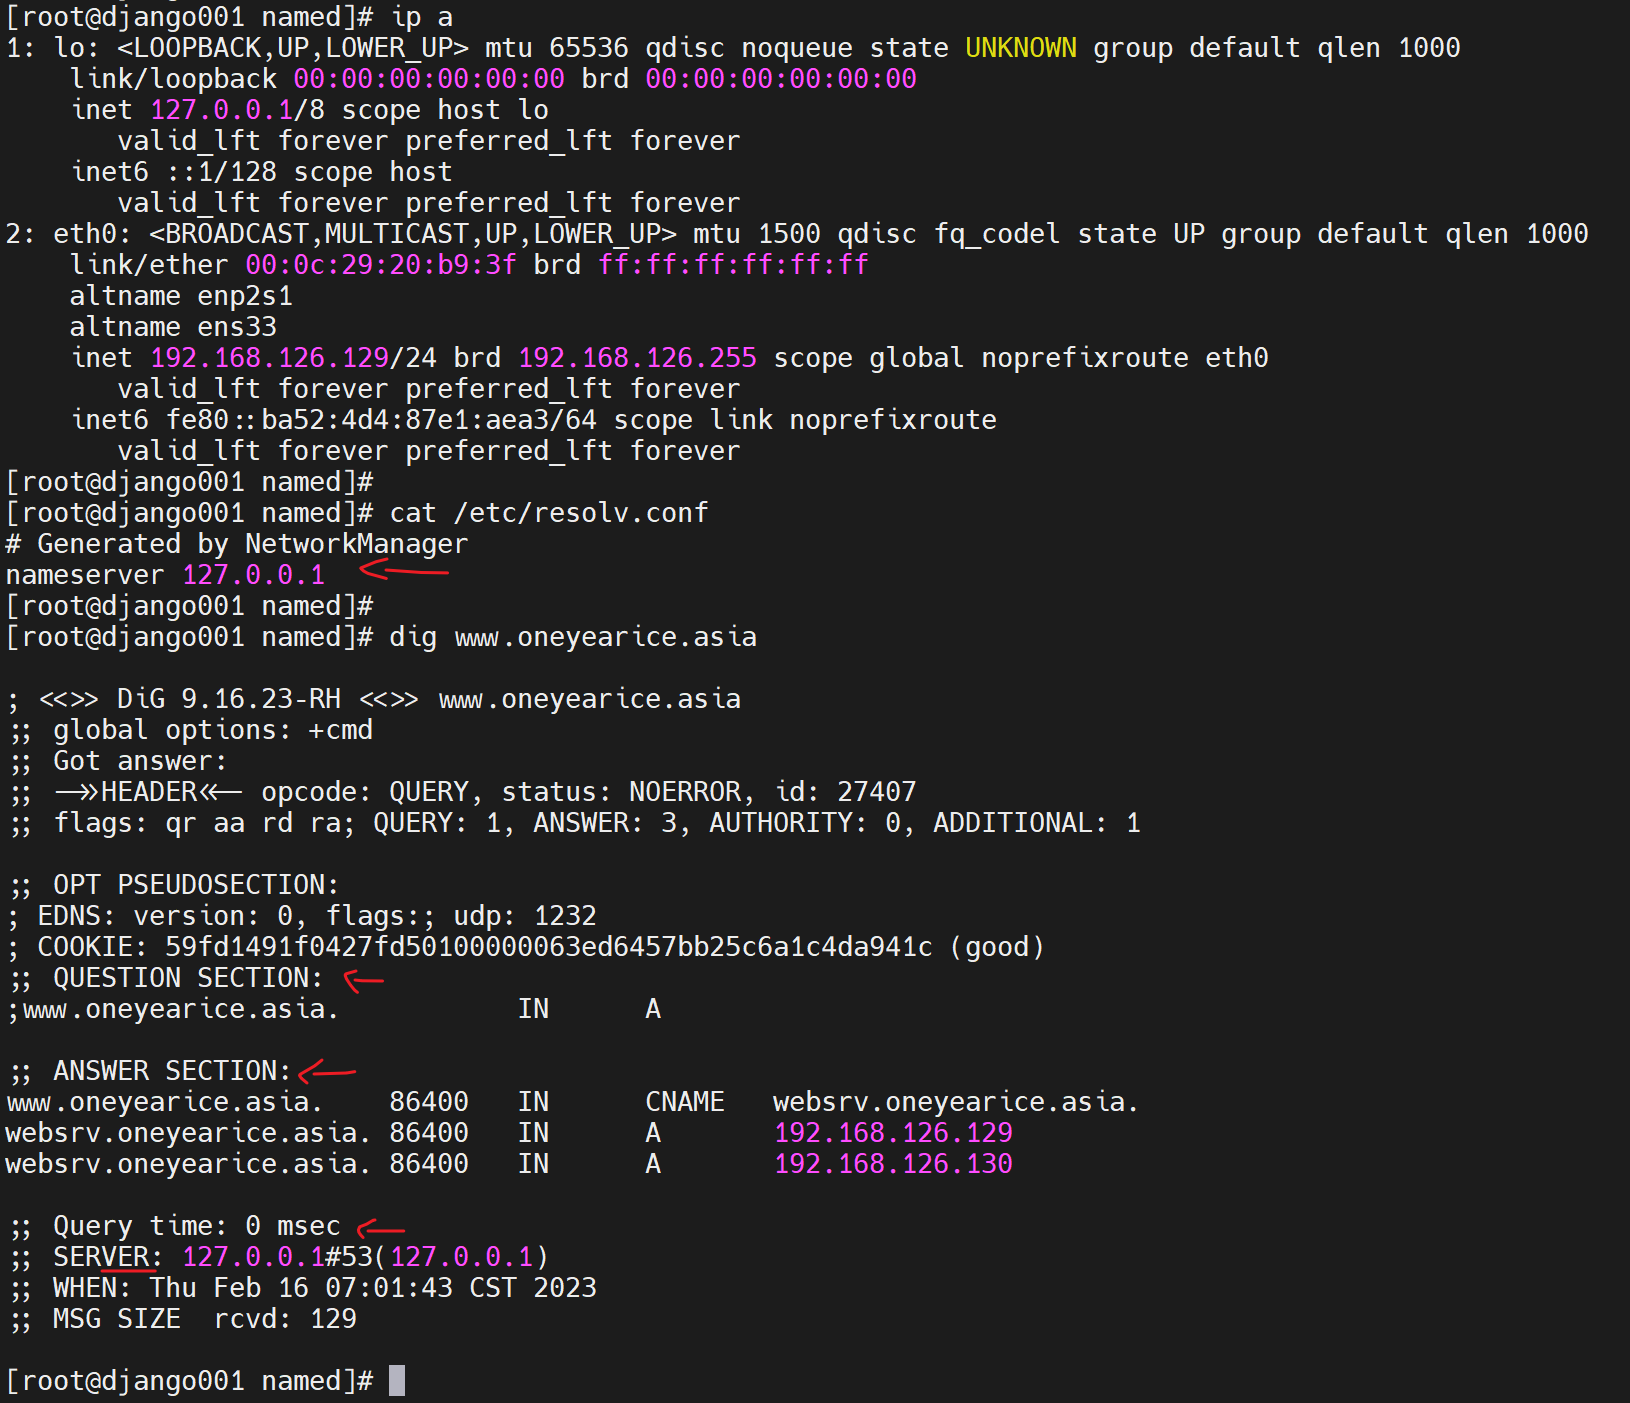 [root@django001 named]# ip a
1: lo: <LOOPBACK,UP,LOWER_UP> mtu 65536 qdisc noqueue state UNKNOWN group default qlen 1000
    link/loopback 00:00:00:00:00:00 brd 00:00:00:00:00:00
    inet 127.0.0.1/8 scope host lo
       valid_lft forever preferred_lft forever
    inet6 ::1/128 scope host
       valid_lft forever preferred_lft forever
2: eth0: <BROADCAST,MULTICAST,UP,LOWER_UP> mtu 1500 qdisc fq_codel state UP group default qlen 1000
    link/ether 00:0c:29:20:b9:3f brd ff:ff:ff:ff:ff:ff
    altname enp2s1
    altname ens33
    inet 192.168.126.129/24 brd 192.168.126.255 scope global noprefixroute eth0
       valid_lft forever preferred_lft forever
    inet6 fe80::ba52:4d4:87e1:aea3/64 scope link noprefixroute
       valid_lft forever preferred_lft forever
[root@django001 named]#
[root@django001 named]# cat /etc/resolv.conf
# Generated by NetworkManager
nameserver 127.0.0.1
[root@django001 named]#
[root@django001 named]# dig www.oneyearice.asia

; <<>> DiG 9.16.23-RH <<>> www.oneyearice.asia
;; global options: +cmd
;; Got answer:
;; ->>HEADER<<- opcode: QUERY, status: NOERROR, id: 27407
;; flags: qr aa rd ra; QUERY: 1, ANSWER: 3, AUTHORITY: 0, ADDITIONAL: 1

;; OPT PSEUDOSECTION:
; EDNS: version: 0, flags:; udp: 1232
; COOKIE: 59fd1491f0427fd50100000063ed6457bb25c6a1c4da941c (good)
;; QUESTION SECTION:
;www.oneyearice.asia.           IN      A

;; ANSWER SECTION:
www.oneyearice.asia.    86400   IN      CNAME   websrv.oneyearice.asia.
websrv.oneyearice.asia. 86400   IN      A       192.168.126.129
websrv.oneyearice.asia. 86400   IN      A       192.168.126.130

;; Query time: 0 msec
;; SERVER: 127.0.0.1#53(127.0.0.1)
;; WHEN: Thu Feb 16 07:01:43 CST 2023
;; MSG SIZE  rcvd: 129

[root@django001 named]#